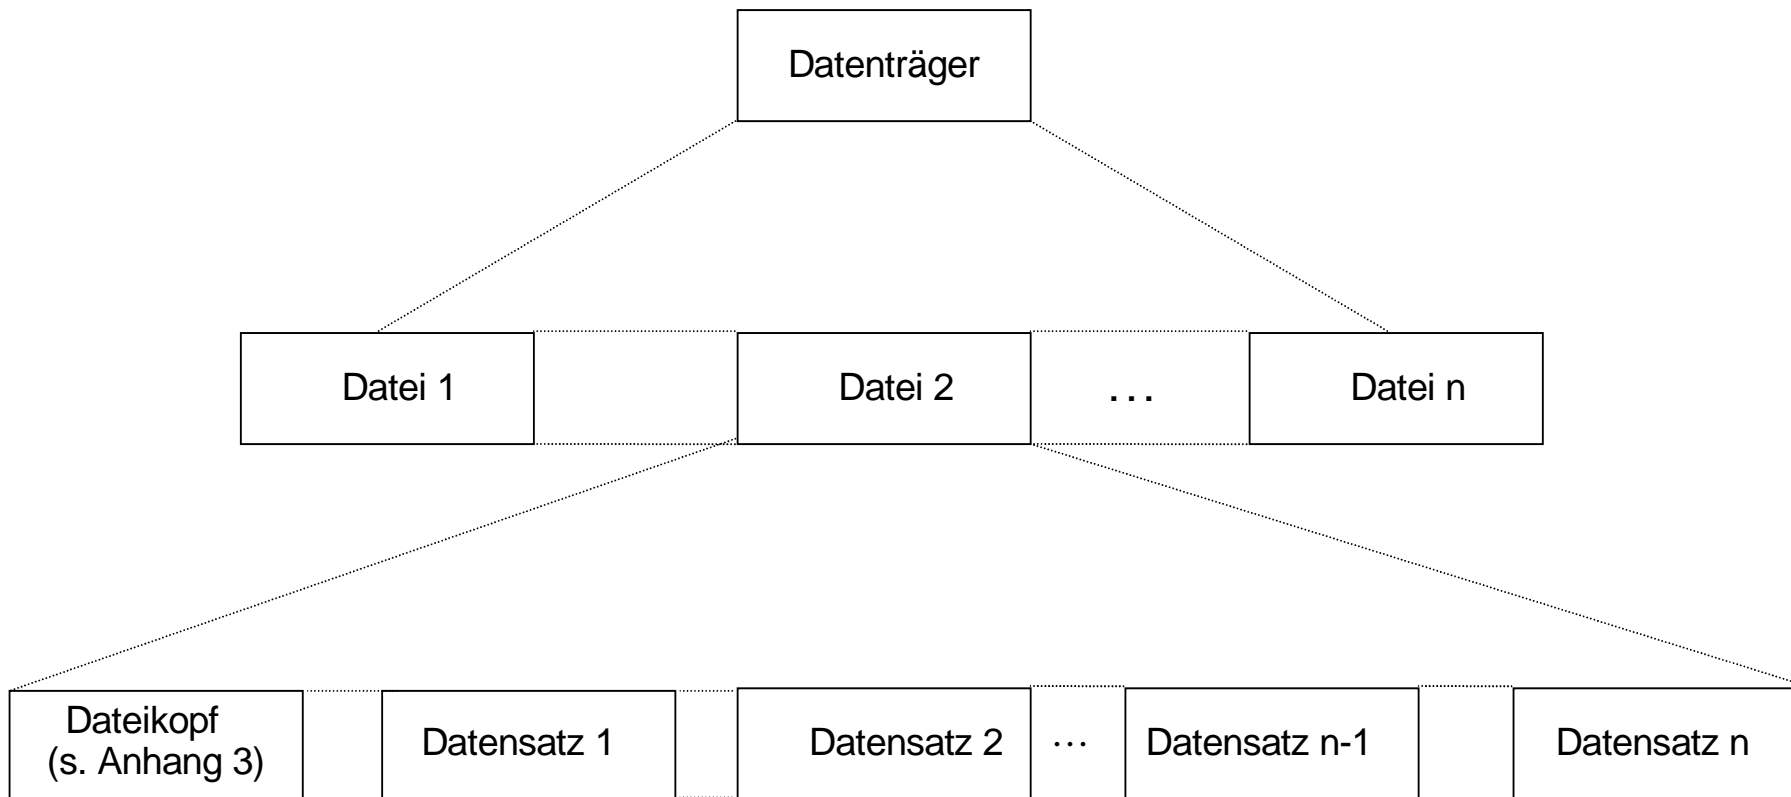 Datenträger
Datei 1
Datei 2
...
Datei n
Dateikopf
(s. Anhang 3)
Datensatz 1
Datensatz 2
...
Datensatz n-1
Datensatz n